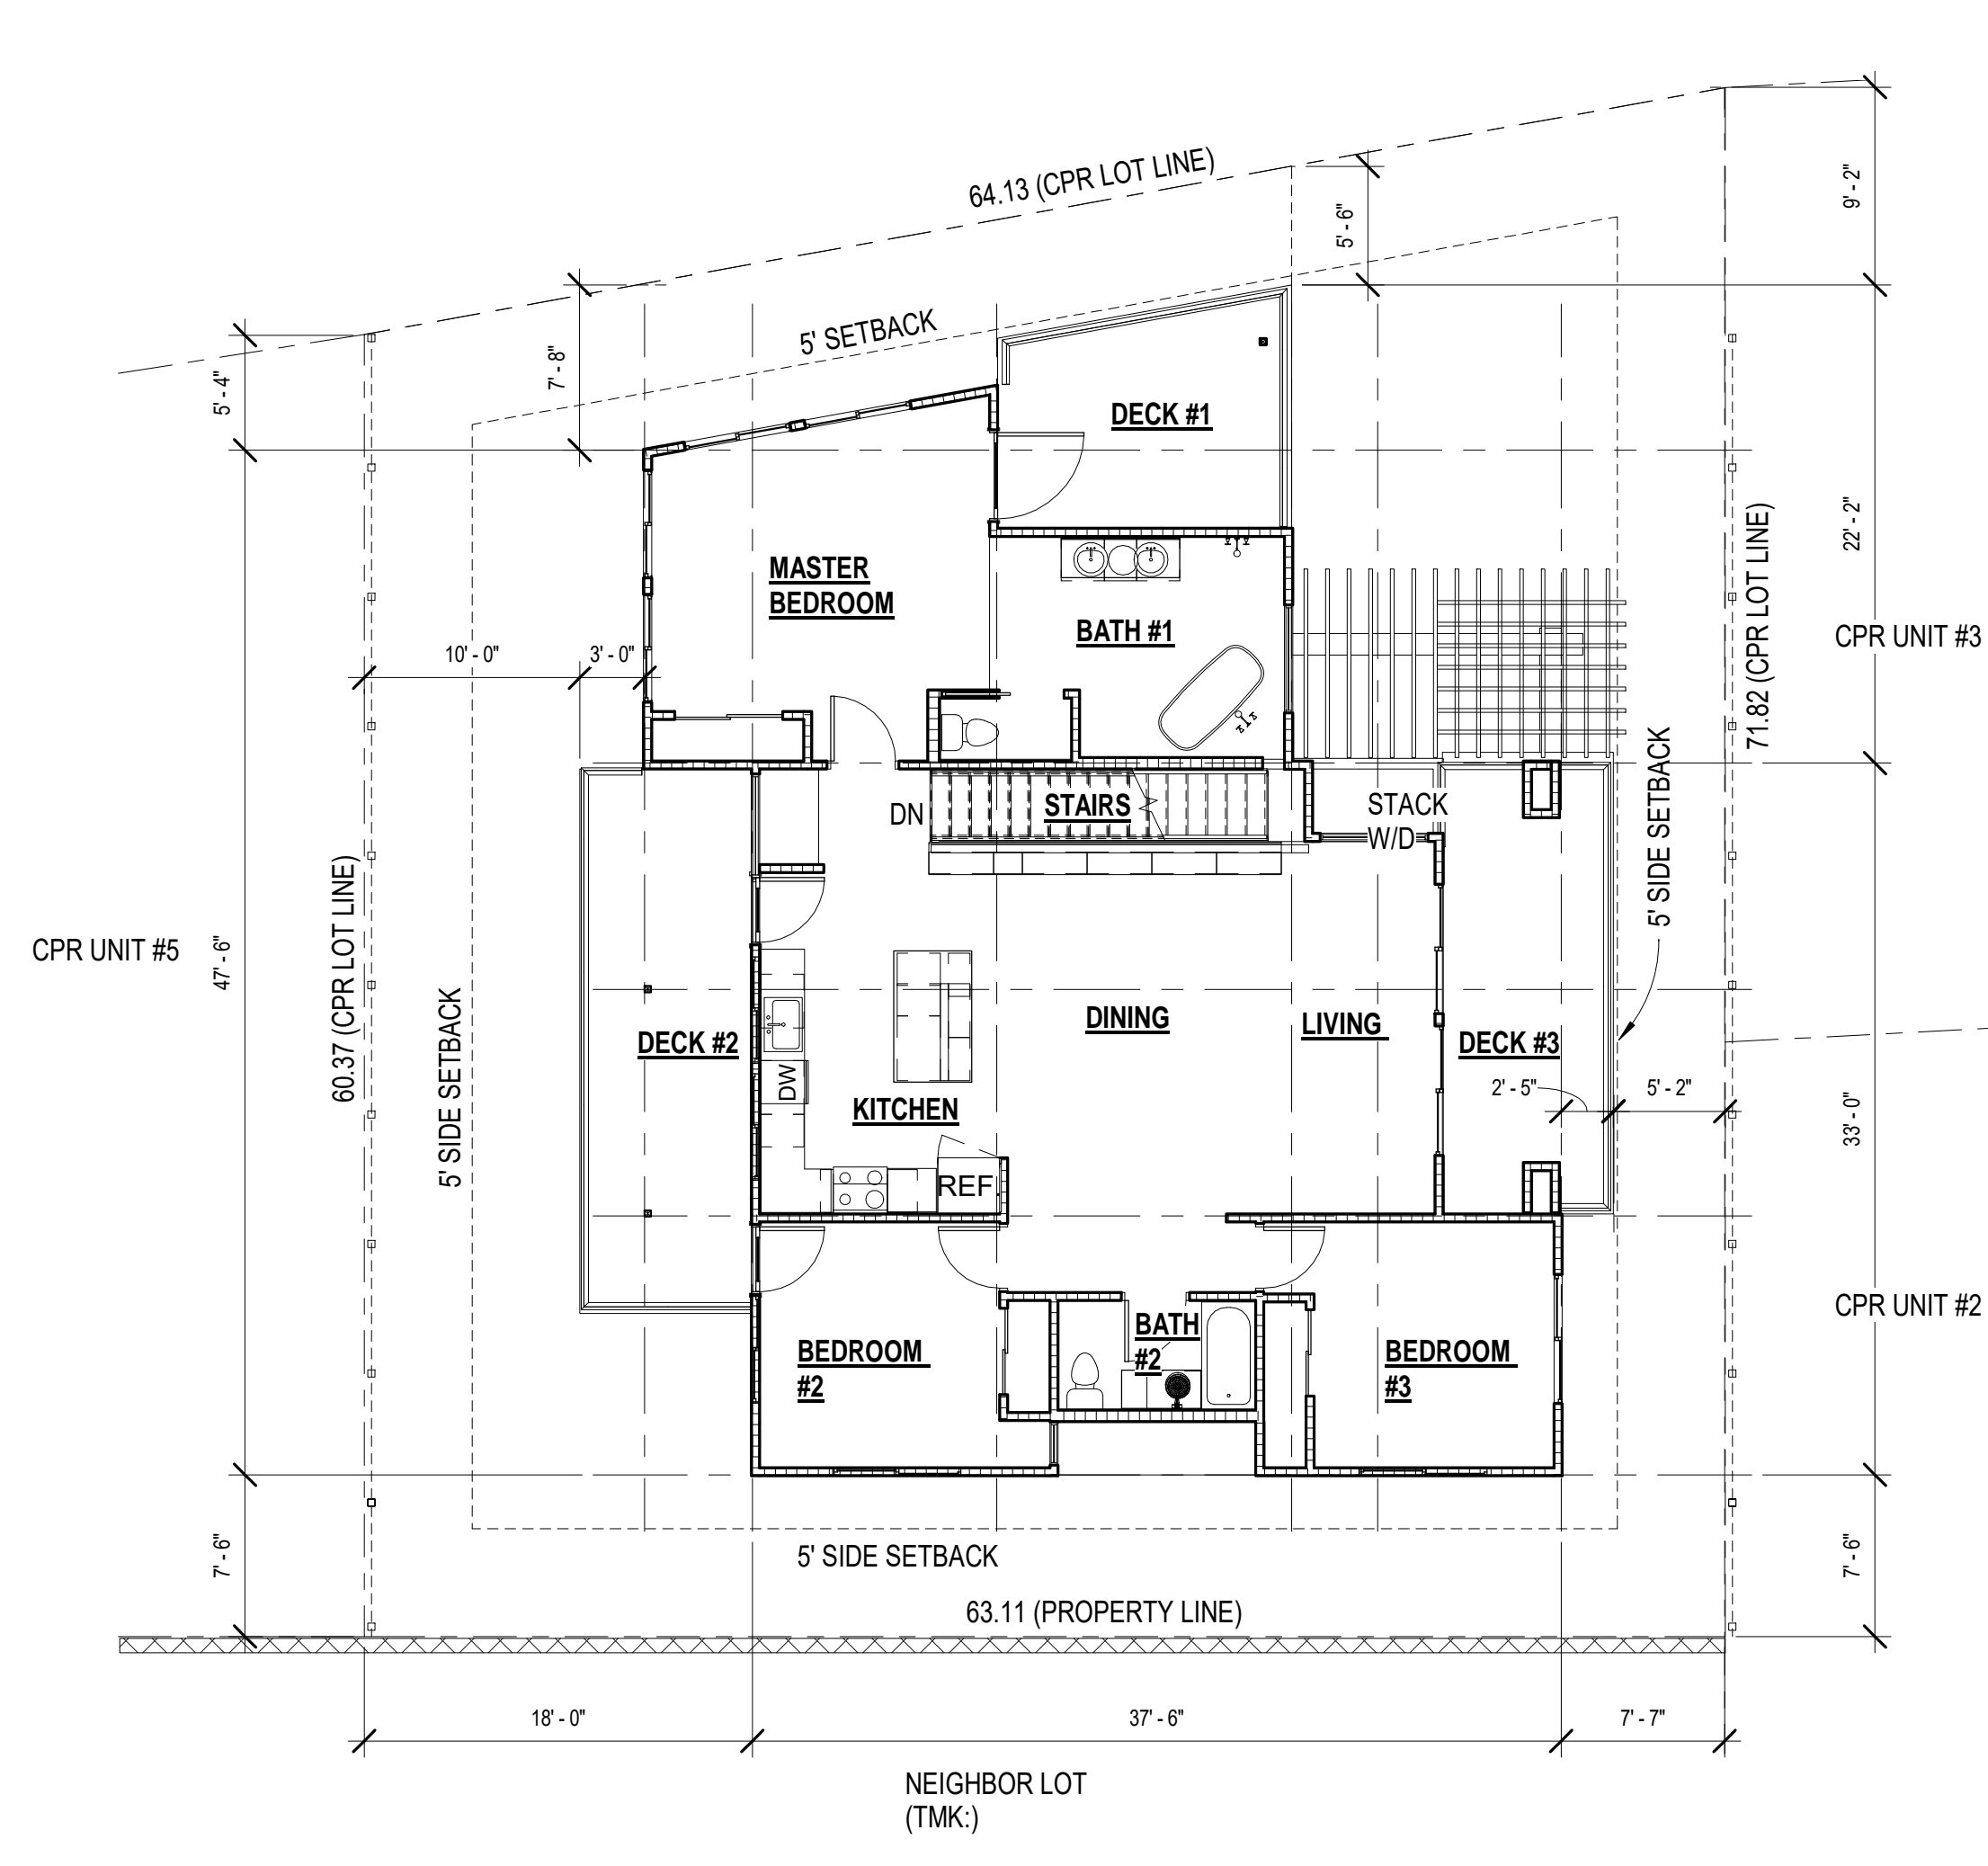 64.13 (CPR LOT LINE)
9' - 2"
5' - 6"
5' SETBACK
7' - 8"
5' - 4"
DECK #1
22' - 2"
71.82 (CPR LOT LINE)
MASTER
BEDROOM
BATH #1
CPR UNIT #3
10' - 0"
3' - 0"
5' SIDE SETBACK
DN
STAIRS
STACK
W/D
60.37 (CPR LOT LINE)
CPR UNIT #5
47' - 6"
5' SIDE SETBACK
DECK #2
DINING
LIVING
DECK #3
DW
2' - 5"
5' - 2"
KITCHEN
33' - 0"
REF.
CPR UNIT #2
BEDROOM
#2
BATH
#2
BEDROOM
#3
7' - 6"
5' SIDE SETBACK
7' - 6"
63.11 (PROPERTY LINE)
18' - 0"
37' - 6"
7' - 7"
NEIGHBOR LOT
(TMK:)